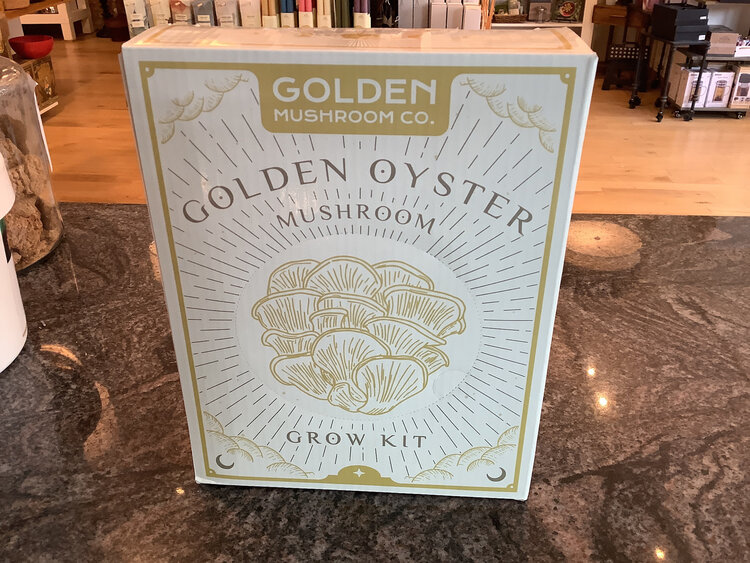 GOLDEN
MUSHROOM CO.
GOLDEN OYSTER
MUSHROOM
GROW KIT